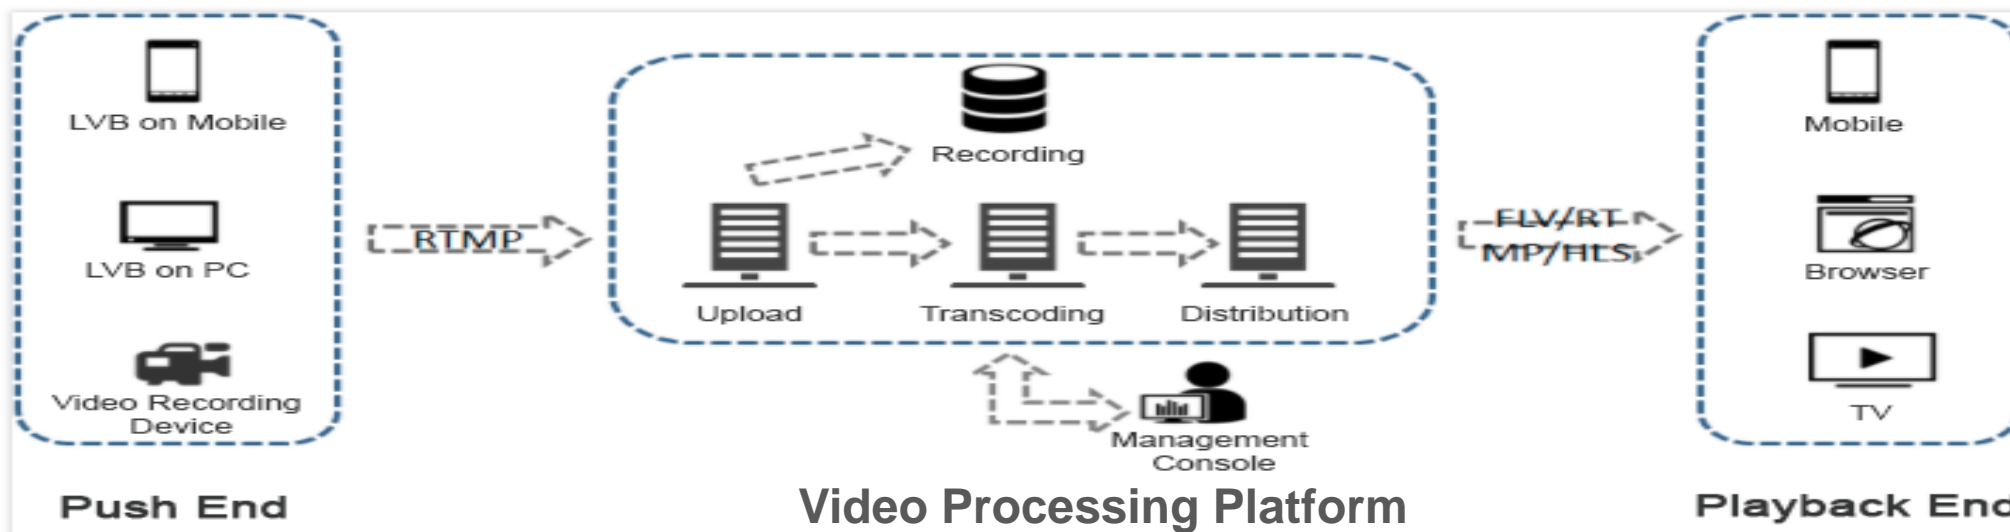 LVB on Mobile
LVB on PC
Video Recording
Device
Push End
RTMP
Recording
Upload
Transcoding
Distribution
Management
Console
Video Processing Platform
FLV/RT
MP/HLS
Mobile
Browser
TV
Playback End